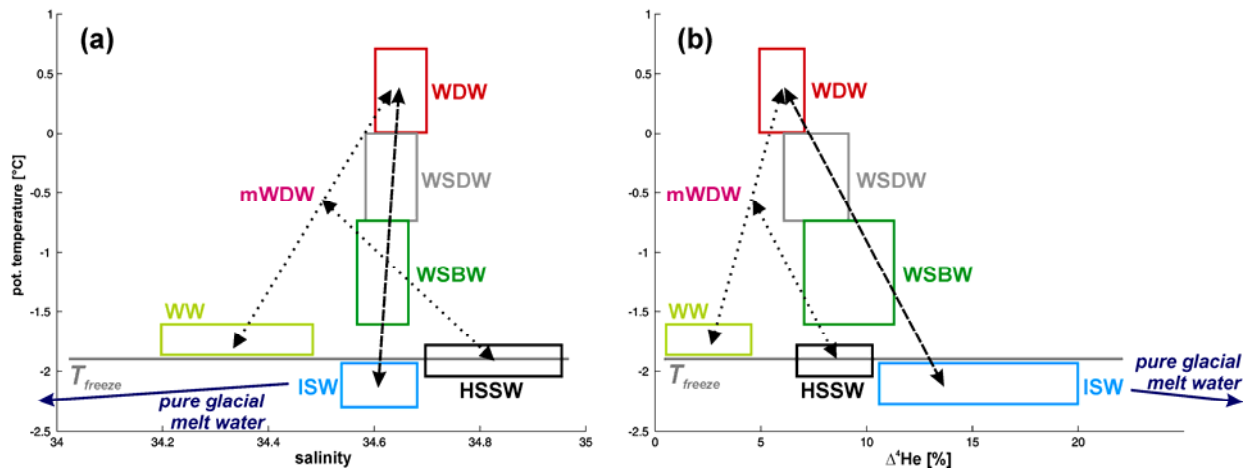 (a)
pot. temperature [°C]
1
0.5
0
-0.5
-1
-1.5
-2
-2.5
WDW
WSDW
mWDW
WSBW
WW
T freeze
ISW
HSSW
pure glacial
melt water
34
34.2
34.4
34.6
34.8
35
salinity
(b)
1
0.5
0
-0.5
-1
-1.5
-2
-2.5
WDW
WSDW
mWDW
WSBW
WW
T freeze
HSSW
ISW
pure glacial
melt water
0
5
10
15
20
Δ⁴He [%]